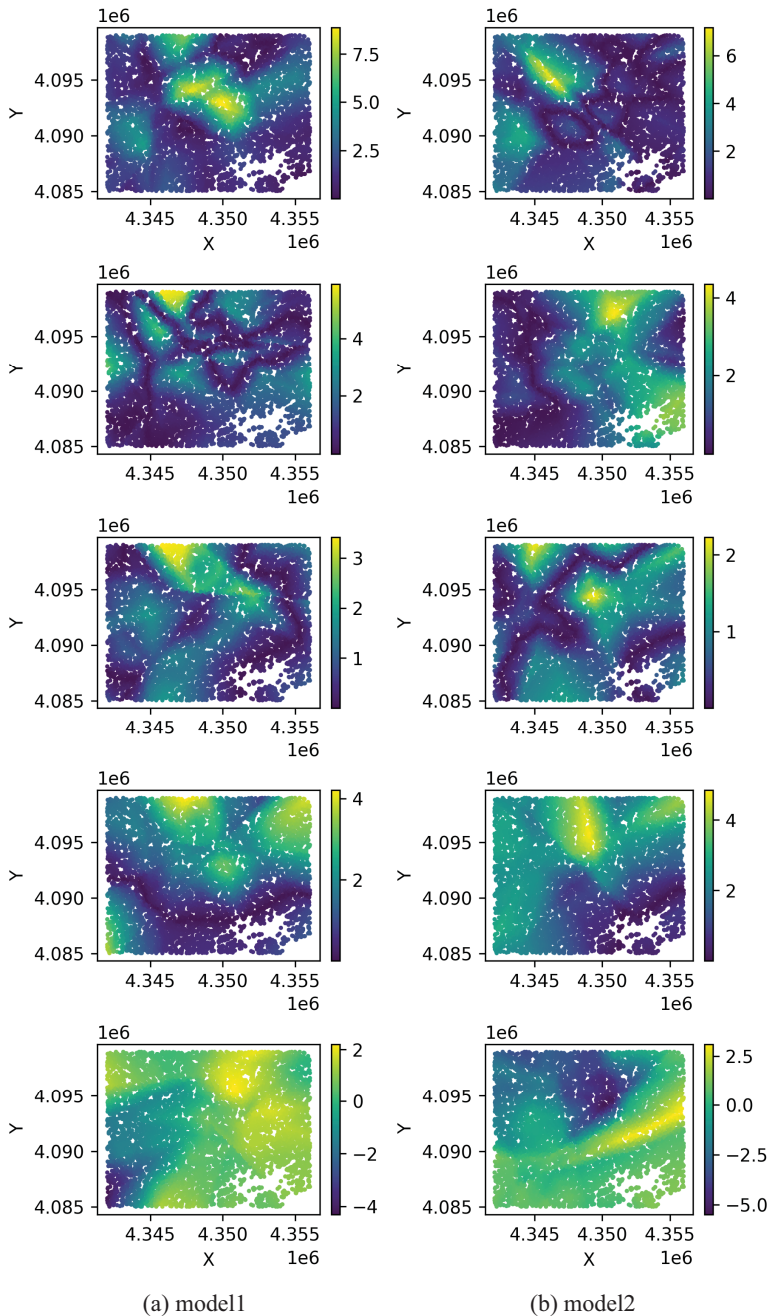 1e6 1e6
4.095 4.090 4.085 Y 7.5 5.0 2.5 4.095 4.090 4.085 Y 6 4 2
4.345 4.350 4.355 4.345 4.350 4.355
X 1e6 X 1e6
1e6 1e6
4.095 4.090 4.085 Y 4 2 4.095 4.090 4.085 Y 4 2
4.345 4.350 4.355 4.345 4.350 4.355
1e6 1e6
1e6 1e6
4.095 4.090 4.085 Y 3 2 1 4.095 4.090 4.085 Y 2 1
4.345 4.350 4.355 4.345 4.350 4.355
1e6 1e6
1e6 1e6
4.095 4.090 4.085 Y 4 2 4.095 4.090 4.085 Y 4 2
4.345 4.350 4.355 4.345 4.350 4.355
1e6 1e6
1e6 1e6
4.095 4.090 4.085 Y 2 0 −2 −4 4.095 4.090 4.085 Y 2.5 0.0 −2.5 −5.0
4.345 4.350 4.355 4.345 4.350 4.355
X 1e6 X 1e6
(a) model1 (b) model2